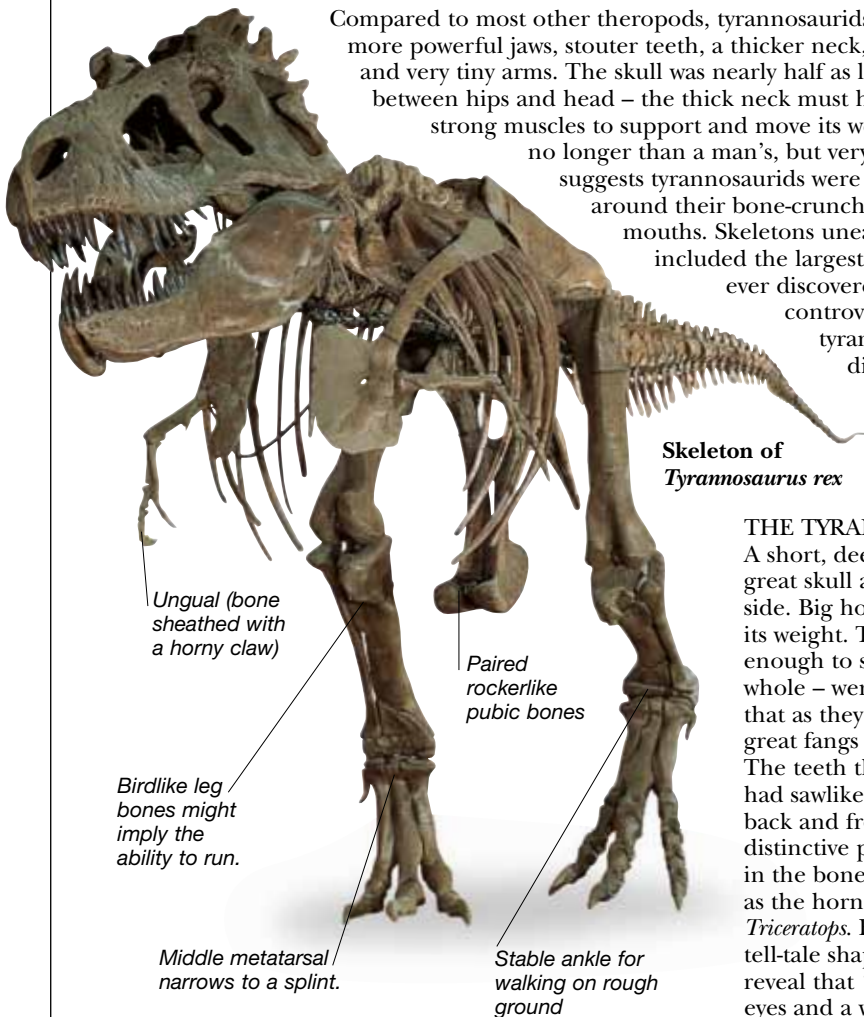 Compared to most other theropods, tyrannosaurids
more powerful jaws, stouter teeth, a thicker neck,
and very tiny arms. The skull was nearly half as l
between hips and head – the thick neck must h
strong muscles to support and move its w
no longer than a man's, but very
suggests tyrannosaurids were
around their bone-crunch
mouths. Skeletons unea
included the largest
ever discover
controv
tyran
di
Skeleton of
Tyrannosaurus rex
THE TYRA
A short, dee
great skull a
side. Big ho
its weight. T
enough to s
whole – wer
that as they
great fangs
The teeth th
had sawlike
back and fr
distinctive p
in the bone
as the horn
Triceratops.
tell-tale shap
reveal that
eyes and a w
Ungual (bone
sheathed with
a horny claw)
Paired
rockerlike
pubic bones
Birdlike leg
bones might
imply the
ability to run.
Middle metatarsal
narrows to a splint.
Stable ankle for
walking on rough
ground